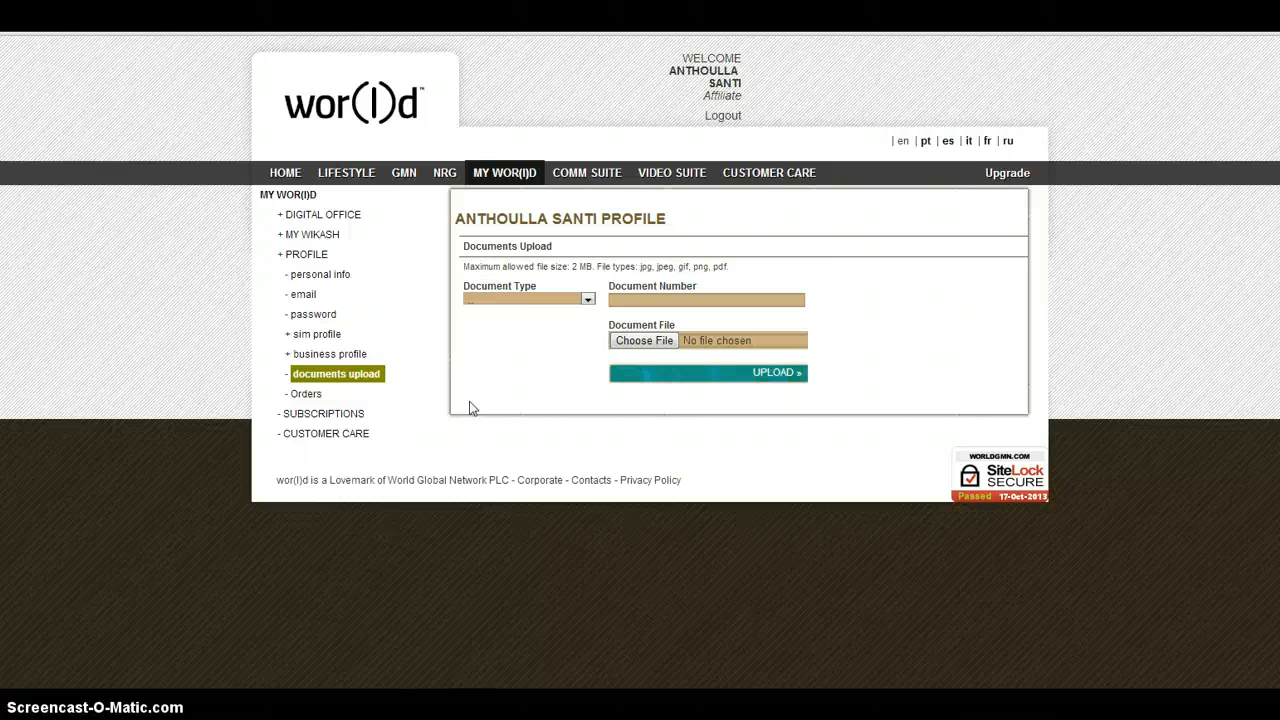 wor(l)d™
WELCOME
ANTHOULLA
SANTI
Affiliate
Logout
| en | pt | es | it | fr | ru
HOME LIFESTYLE GMN NRG MY WOR(l)D COMM SUITE VIDEO SUITE CUSTOMER CARE Upgrade
MY WOR(l)D
+ DIGITAL OFFICE
+ MY WIKASH
+ PROFILE
- personal info
- email
- password
+ sim profile
+ business profile
- documents upload
- Orders
- SUBSCRIPTIONS
- CUSTOMER CARE
ANTHOULLA SANTI PROFILE
Documents Upload
Maximum allowed file size: 2 MB. File types: jpg, jpeg, gif, png, pdf.
Document Type
..
Document Number
Document File
Choose File No file chosen
UPLOAD »
wor(l)d is a Lovemark of World Global Network PLC - Corporate - Contacts - Privacy Policy
WORLDGMN.COM
SiteLock
SECURE
Passed 17-Oct-2013
Screencast-O-Matic.com